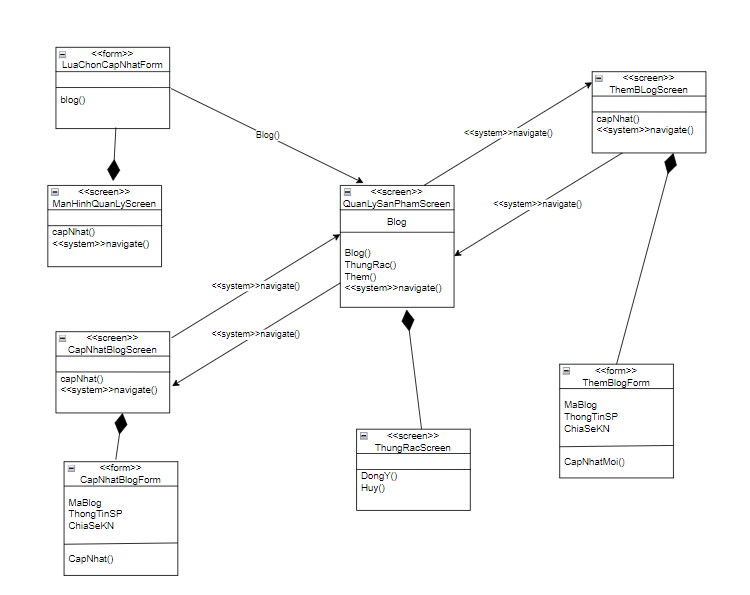 <<form>>
LuaChonCapNhatForm
blog()
<<screen>>
ThemBLogScreen
capNhat()
<<system>>navigate()
Blog()
<<system>>navigate()
<<screen>>
ManHinhQuanLyScreen
capNhat()
<<system>>navigate()
<<screen>>
QuanLySanPhamScreen
Blog
Blog()
ThungRac()
Them()
<<system>>navigate()
<<system>>navigate()
<<system>>navigate()
<<system>>navigate()
<<screen>>
CapNhatBlogScreen
capNhat()
<<system>>navigate()
<<form>>
ThemBlogForm
MaBlog
ThongTinSP
ChiaSeKN
CapNhatMoi()
<<screen>>
ThungRacScreen
DongY()
Huy()
<<form>>
CapNhatBlogForm
MaBlog
ThongTinSP
ChiaSeKN
CapNhat()